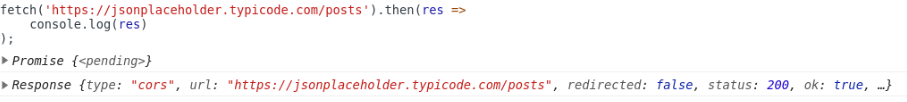 fetch('https://jsonplaceholder.typicode.com/posts').then(res =>
    console.log(res)
);
Promise {<pending>}
Response {type: "cors", url: "https://jsonplaceholder.typicode.com/posts", redirected: false, status: 200, ok: true, …}